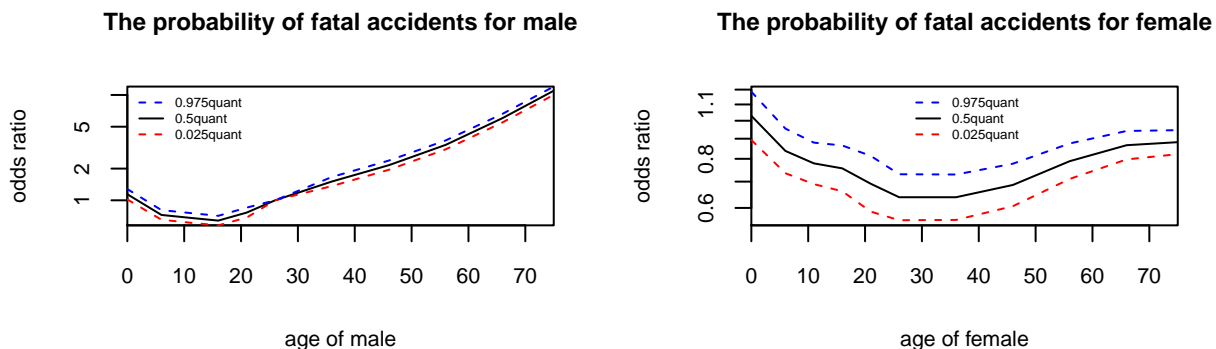 The probability of fatal accidents for male
odds ratio
5
2
1
0.975quant
0.5quant
0.025quant
0 10 20 30 40 50 60 70
age of male
The probability of fatal accidents for female
odds ratio
1.1
0.8
0.6
0.975quant
0.5quant
0.025quant
0 10 20 30 40 50 60 70
age of female